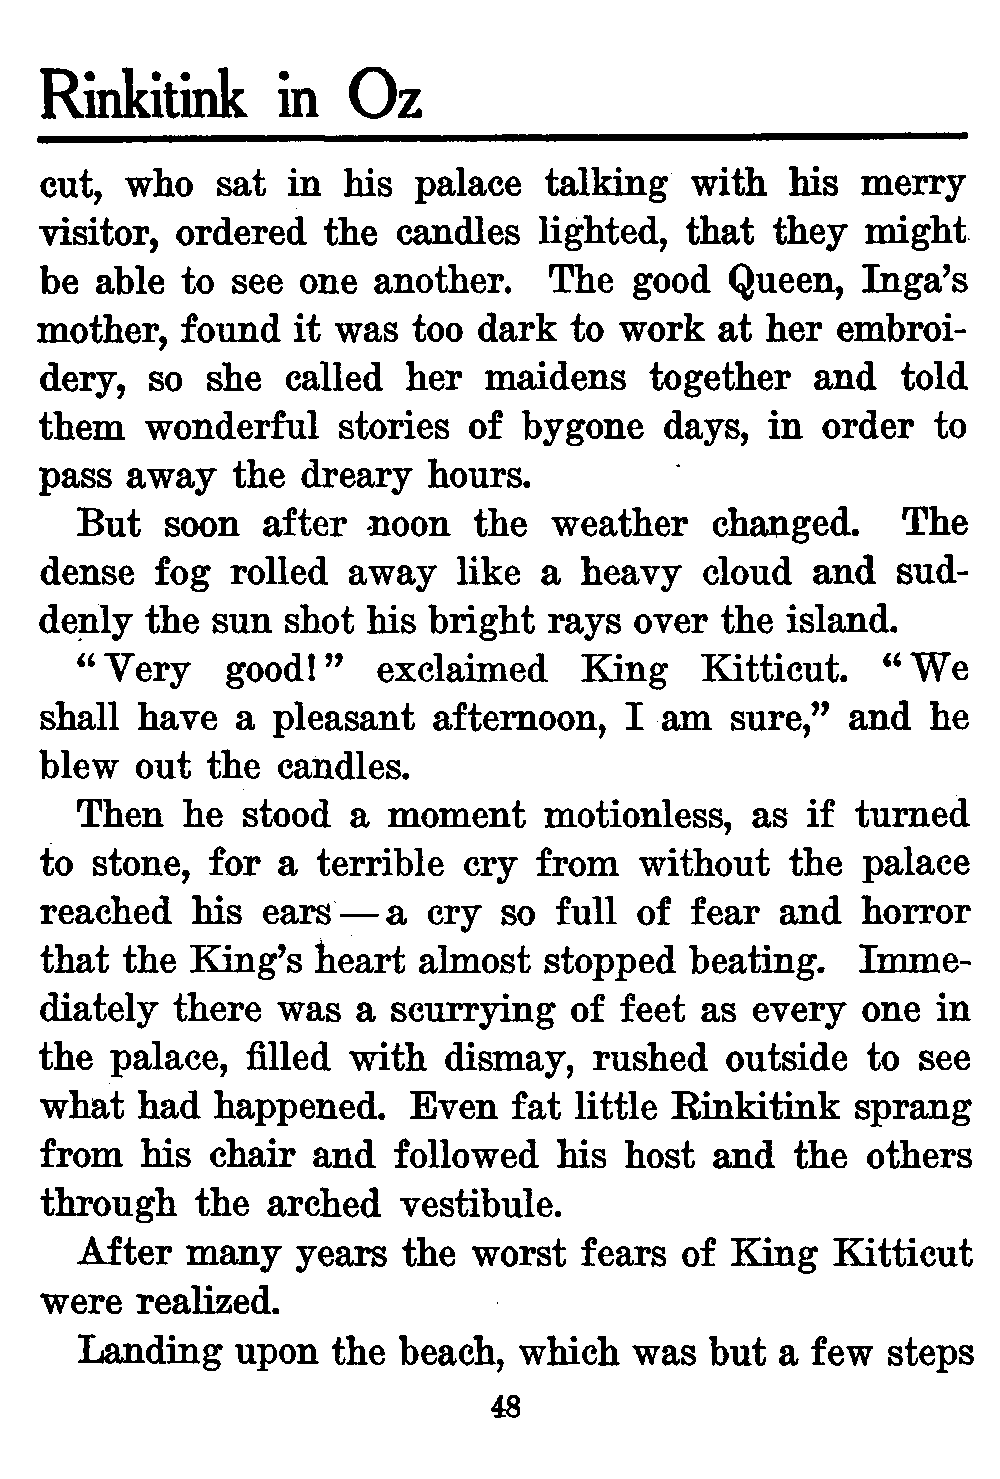 Rinkitink in Oz
cut, who sat in his palace talking with his merry
visitor, ordered the candles lighted, that they might
be able to see one another. The good Queen, Inga's
mother, found it was too dark to work at her embroi-
dery, so she called her maidens together and told
them wonderful stories of bygone days, in order to
pass away the dreary hours.
But soon after noon the weather changed. The
dense fog rolled away like a heavy cloud and sud-
denly the sun shot his bright rays over the island.
“Very good!” exclaimed King Kitticut. “We
shall have a pleasant afternoon, I am sure,” and he
blew out the candles.
Then he stood a moment motionless, as if turned
to stone, for a terrible cry from without the palace
reached his ears — a cry so full of fear and horror
that the King's heart almost stopped beating. Imme-
diately there was a scurrying of feet as every one in
the palace, filled with dismay, rushed outside to see
what had happened. Even fat little Rinkitink sprang
from his chair and followed his host and the others
through the arched vestibule.
After many years the worst fears of King Kitticut
were realized.
Landing upon the beach, which was but a few steps
48